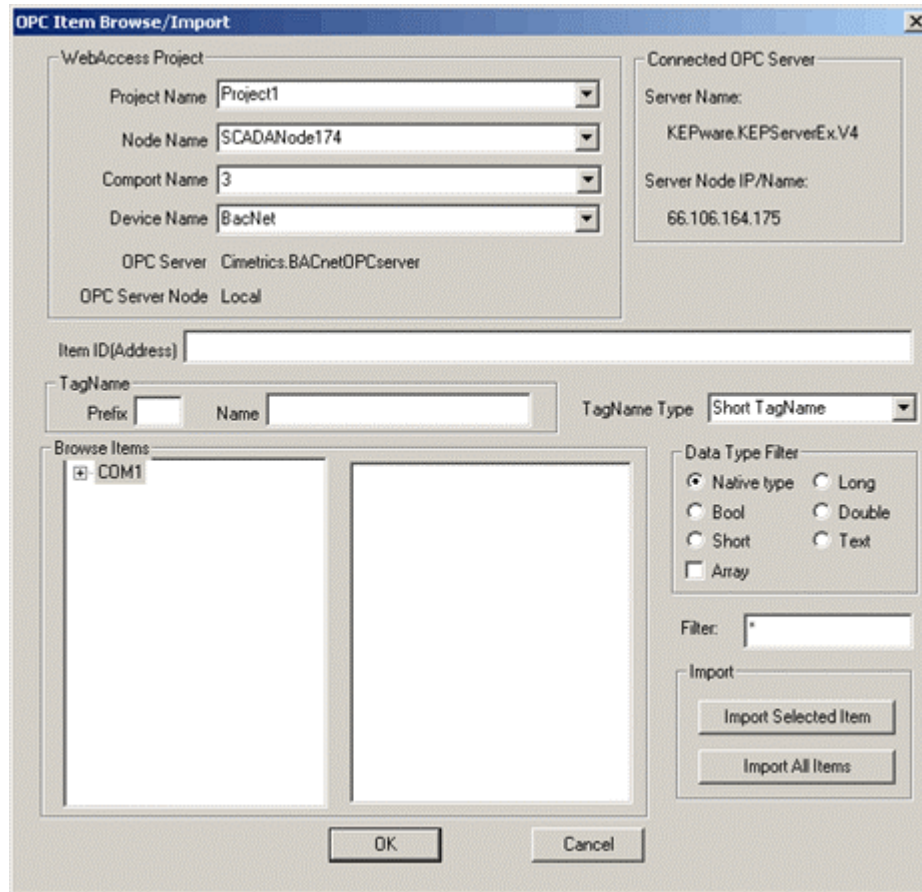 OPC Item Browse/Import
WebAccess Project
Project Name Project1
Node Name SCADANode174
Comport Name 3
Device Name BacNet
OPC Server Cimetrics.BACnetOPCserver
OPC Server Node Local
Connected OPC Server
Server Name:
KEPware.KEPServerEx.V4
Server Node IP/Name:
66.106.164.175
Item ID(Address)
TagName
Prefix Name
TagName Type Short TagName
Browse Items
COM1
Data Type Filter
Native type Long
Bool Double
Short Text
Array
Filter: *
Import
Import Selected Item
Import All Items
OK Cancel